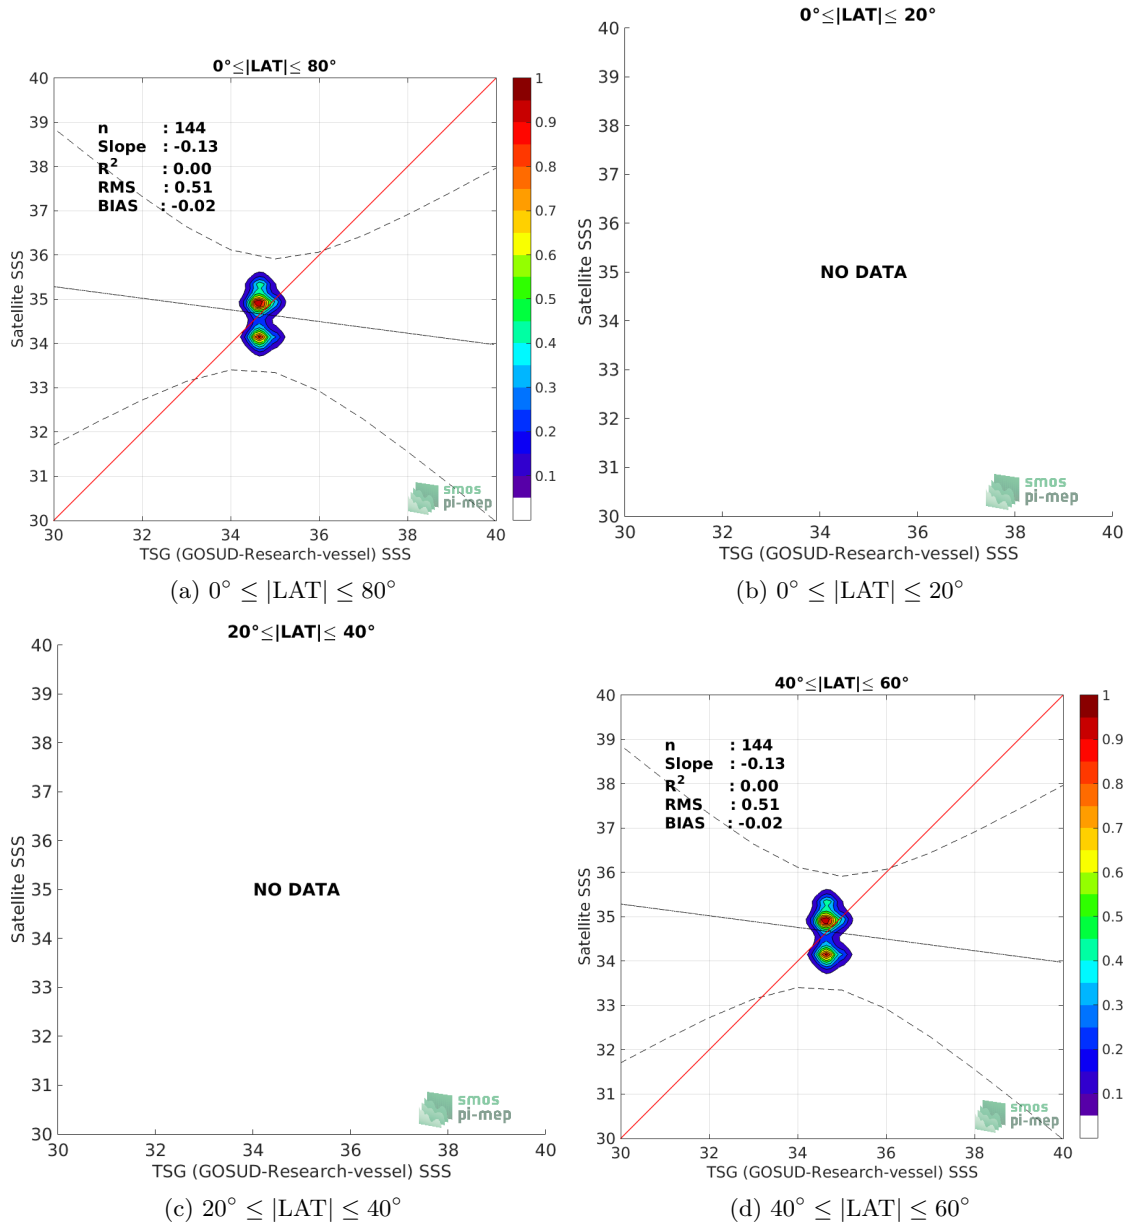 0°≤|LAT|≤ 80°
40
39
38
37
36
35
34
33
32
31
30
30
32
34
36
38
40
Satellite SSS
TSG (GOSUD-Research-vessel) SSS
n : 144
Slope : -0.13
R² : 0.00
RMS : 0.51
BIAS : -0.02
1
0.9
0.8
0.7
0.6
0.5
0.4
0.3
0.2
0.1
smos
pi-mep
(a) 0° ≤ |LAT| ≤ 80°
0°≤|LAT|≤ 20°
40
39
38
37
36
35
34
33
32
31
30
30
32
34
36
38
40
Satellite SSS
TSG (GOSUD-Research-vessel) SSS
NO DATA
smos
pi-mep
(b) 0° ≤ |LAT| ≤ 20°
20°≤|LAT|≤ 40°
40
39
38
37
36
35
34
33
32
31
30
30
32
34
36
38
40
Satellite SSS
TSG (GOSUD-Research-vessel) SSS
NO DATA
smos
pi-mep
(c) 20° ≤ |LAT| ≤ 40°
40°≤|LAT|≤ 60°
40
39
38
37
36
35
34
33
32
31
30
30
32
34
36
38
40
Satellite SSS
TSG (GOSUD-Research-vessel) SSS
n : 144
Slope : -0.13
R² : 0.00
RMS : 0.51
BIAS : -0.02
1
0.9
0.8
0.7
0.6
0.5
0.4
0.3
0.2
0.1
smos
pi-mep
(d) 40° ≤ |LAT| ≤ 60°